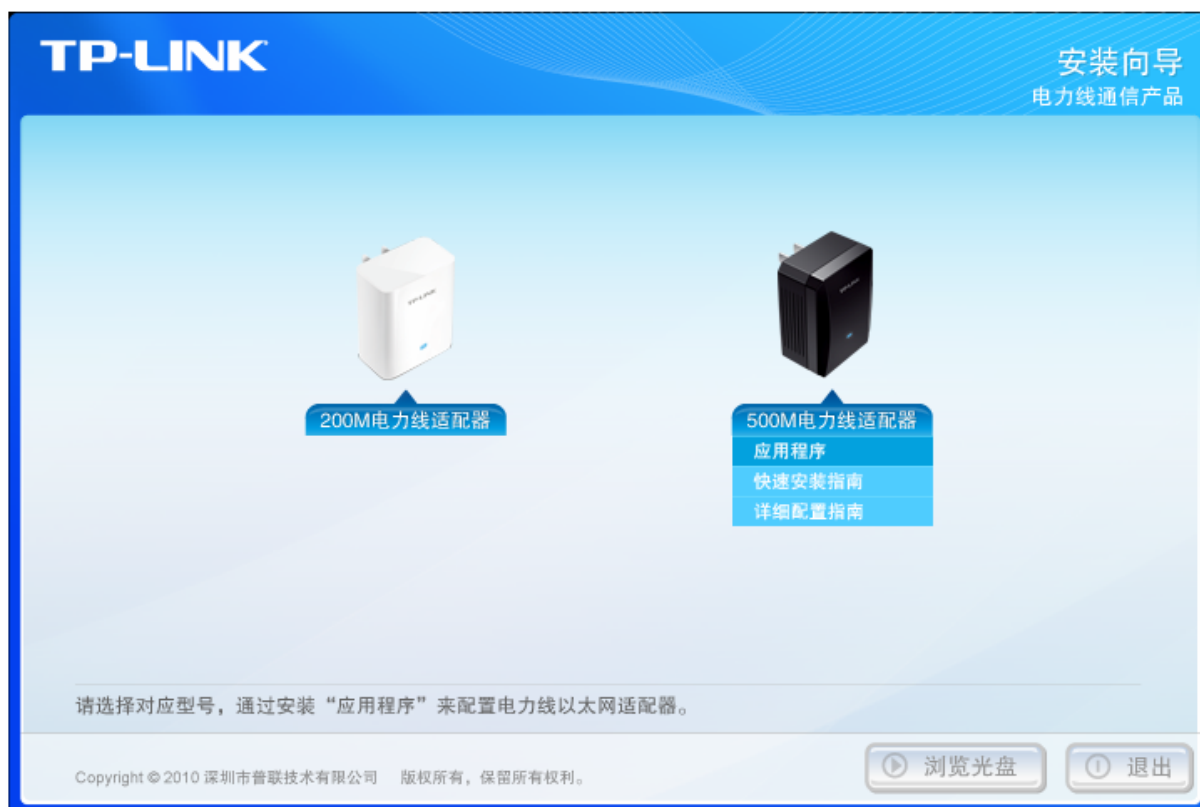 TP-LINK
安装向导
电力线通信产品
TP-LINK
TP-LINK
200M电力线适配器
500M电力线适配器
应用程序
快速安装指南
详细配置指南
请选择对应型号，通过安装“应用程序”来配置电力线以太网适配器。
Copyright © 2010 深圳市普联技术有限公司 版权所有，保留所有权利。
浏览光盘
退出